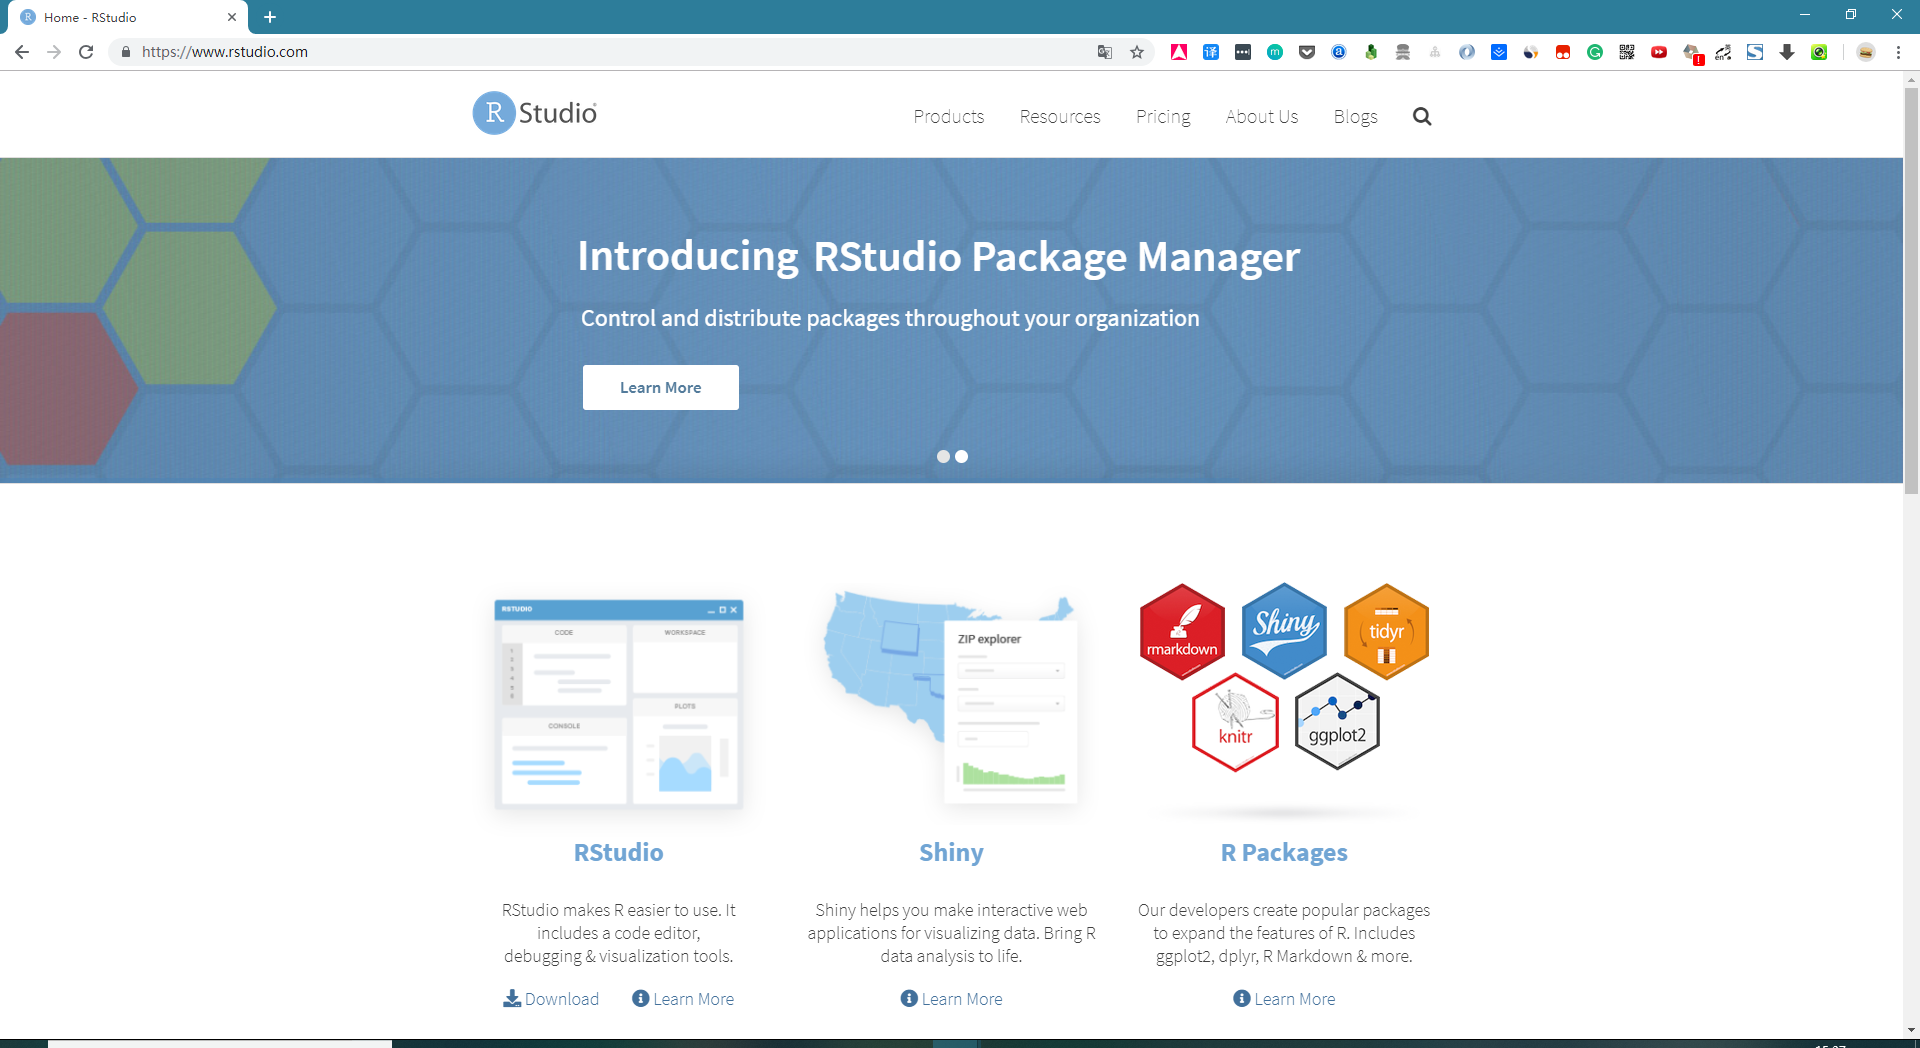 Home - RStudio
https://www.rstudio.com
R Studio
Products
Resources
Pricing
About Us
Blogs
Introducing RStudio Package Manager
Control and distribute packages throughout your organization
Learn More
RSTUDIO
CODE
WORKSPACE
PLOTS
CONSOLE
ZIP explorer
rmarkdown
Shiny
tidyr
knitr
ggplot2
RStudio
RStudio makes R easier to use. It
includes a code editor,
debugging & visualization tools.
Download
Learn More
Shiny
Shiny helps you make interactive web
applications for visualizing data. Bring R
data analysis to life.
Learn More
R Packages
Our developers create popular packages
to expand the features of R. Includes
ggplot2, dplyr, R Markdown & more.
Learn More